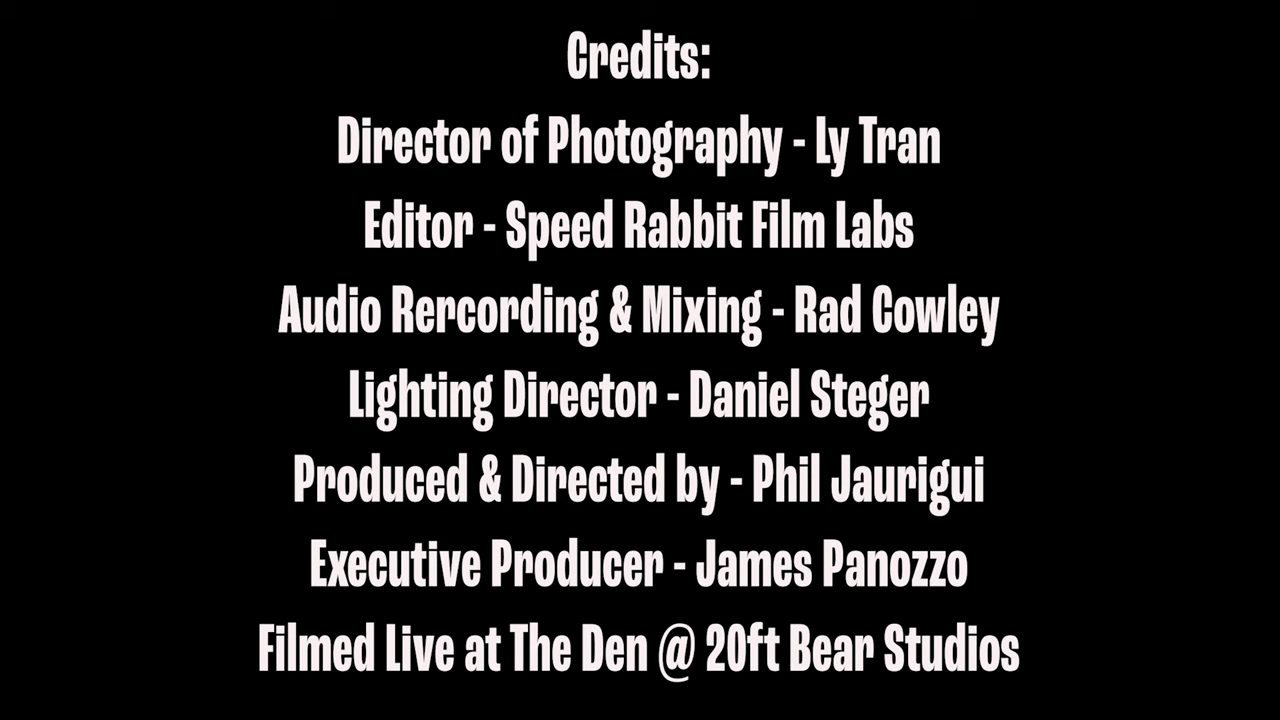 Credits:
Director of Photography - Ly Tran
Editor - Speed Rabbit Film Labs
Audio Rercording & Mixing - Rad Cowley
Lighting Director - Daniel Steger
Produced & Directed by - Phil Jaurigui
Executive Producer - James Panozzo
Filmed Live at The Den @ 20ft Bear Studios